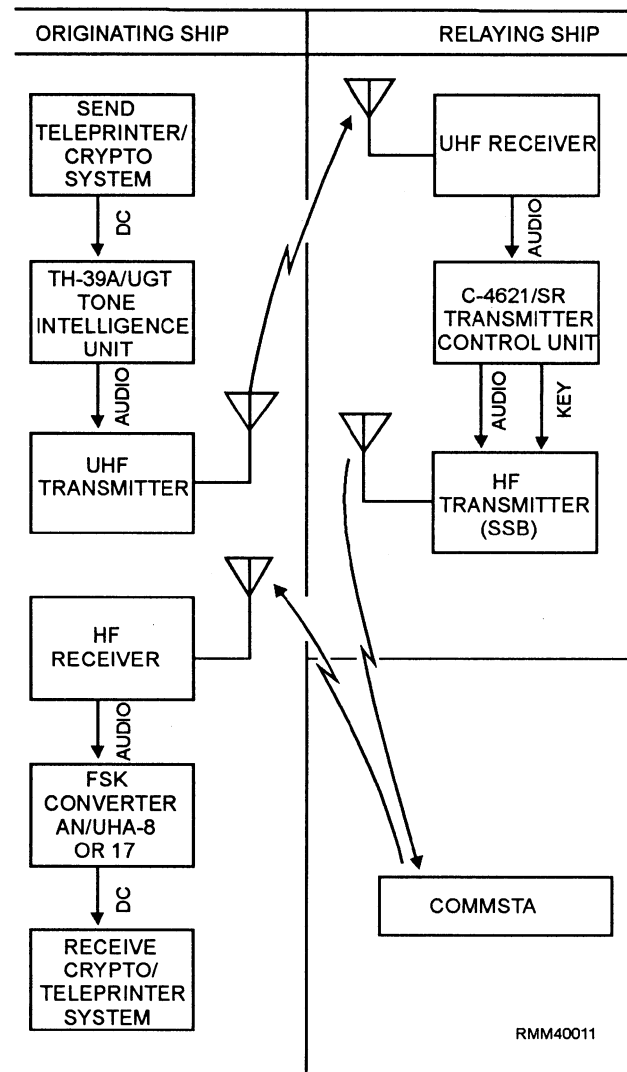 ORIGINATING SHIP
RELAYING SHIP
SEND
TELEPRINTER/
CRYPTO
SYSTEM
DC
TH-39A/UGT
TONE
INTELLIGENCE
UNIT
AUDIO
UHF
TRANSMITTER
HF
RECEIVER
AUDIO
FSK
CONVERTER
AN/UHA-8
OR 17
DC
RECEIVE
CRYPTO/
TELEPRINTER
SYSTEM
UHF RECEIVER
AUDIO
C-4621/SR
TRANSMITTER
CONTROL UNIT
AUDIO
KEY
HF
TRANSMITTER
(SSB)
COMMSTA
RMM40011